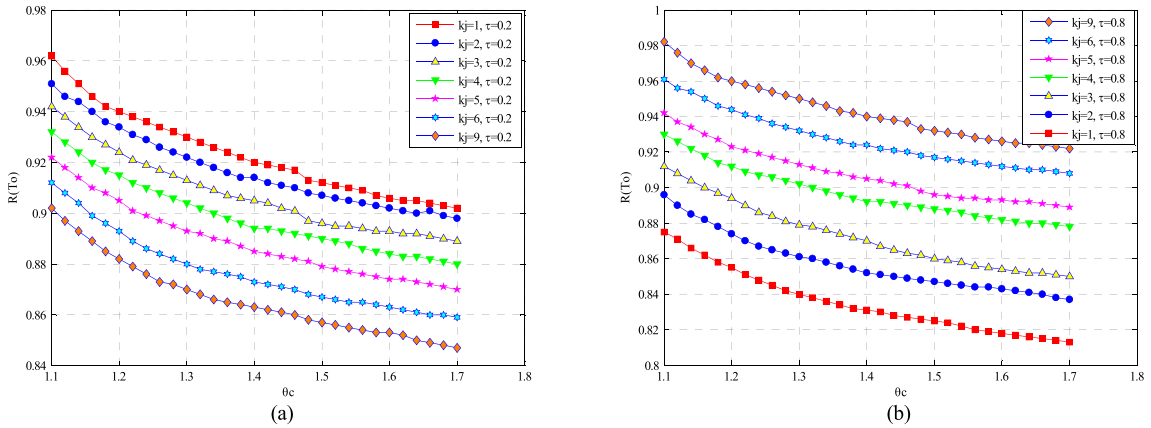 0.98
kj=1, τ=0.2
kj=2, τ=0.2
kj=3, τ=0.2
kj=4, τ=0.2
kj=5, τ=0.2
kj=6, τ=0.2
kj=9, τ=0.2
0.96
0.94
0.92
0.9
0.88
0.86
0.84
R(To)
1.1 1.2 1.3 1.4 1.5 1.6 1.7 1.8
θc
(a)
1
kj=9, τ=0.8
kj=6, τ=0.8
kj=5, τ=0.8
kj=4, τ=0.8
kj=3, τ=0.8
kj=2, τ=0.8
kj=1, τ=0.8
0.98
0.96
0.94
0.92
0.9
0.88
0.86
0.84
0.82
0.8
R(To)
1.1 1.2 1.3 1.4 1.5 1.6 1.7 1.8
θc
(b)